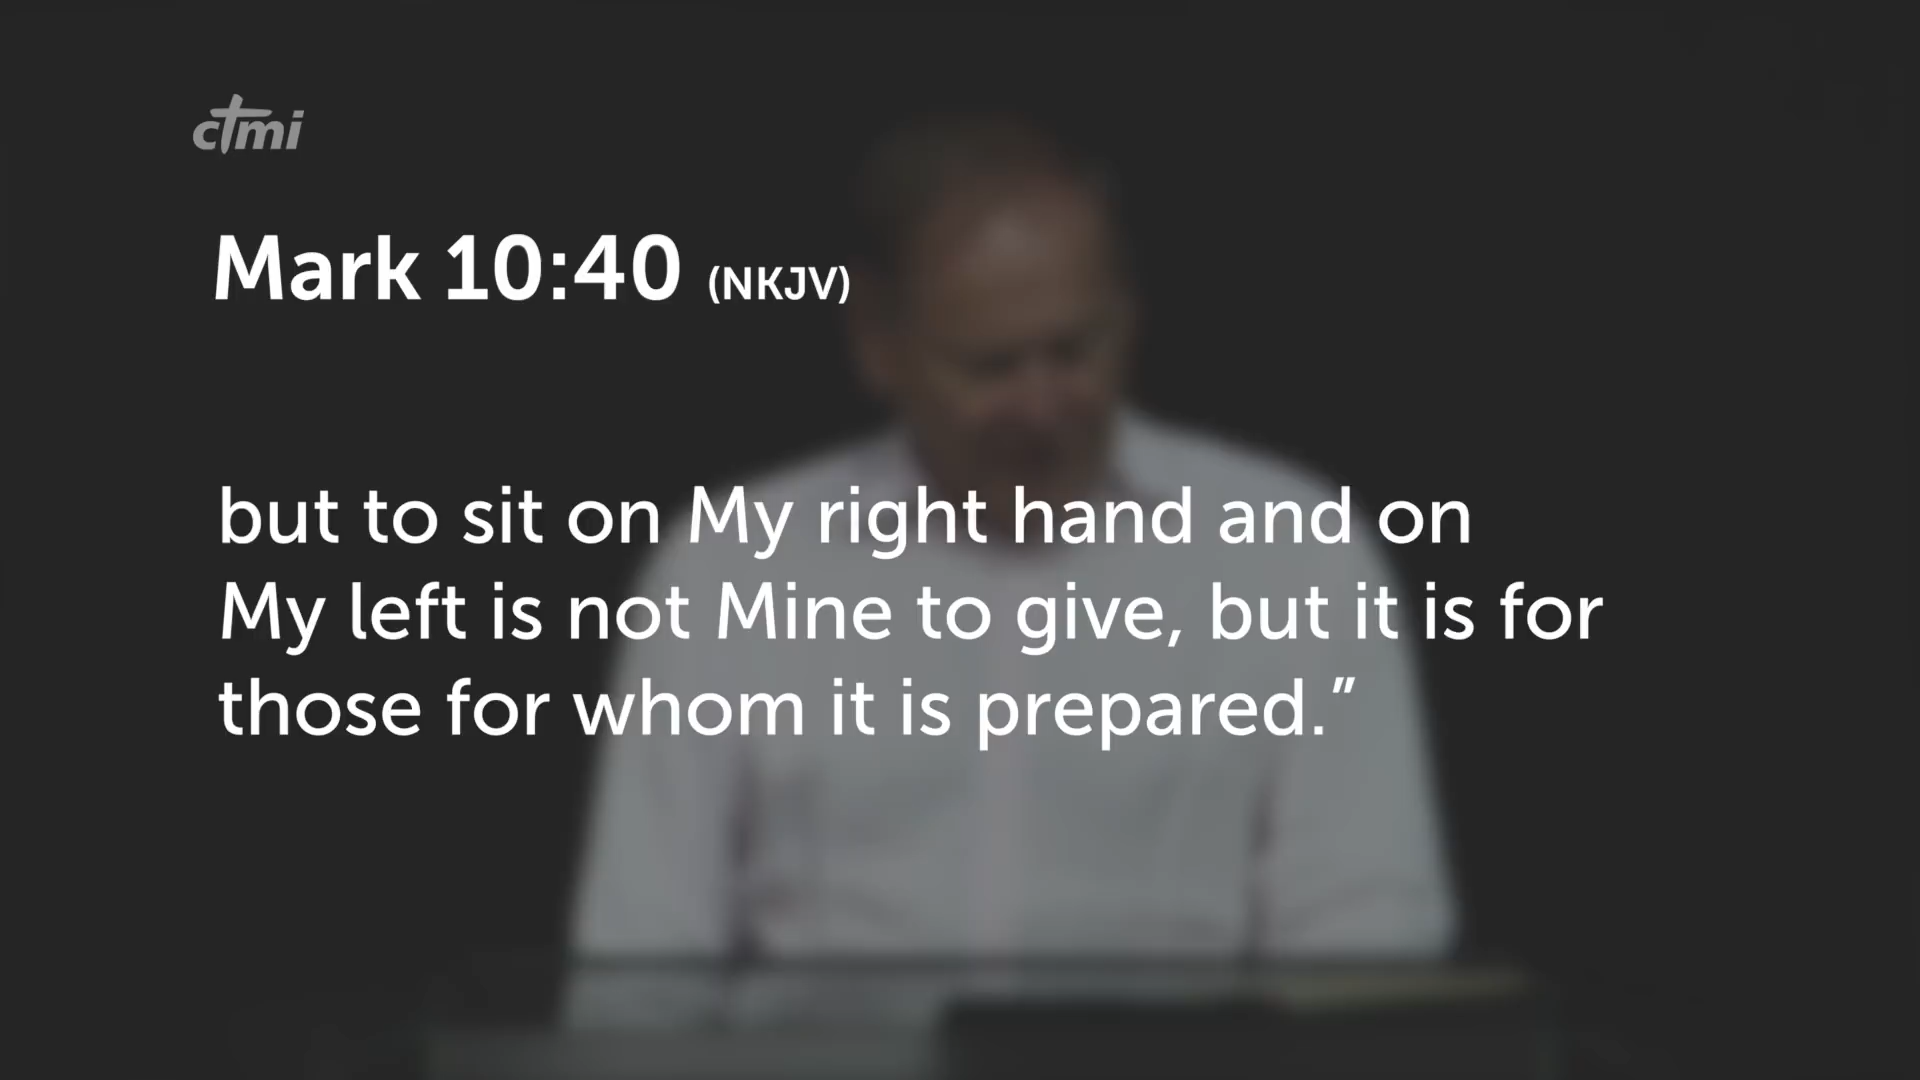 ctmi
Mark 10:40 (NKJV)
but to sit on My right hand and on
My left is not Mine to give, but it is for
those for whom it is prepared.”